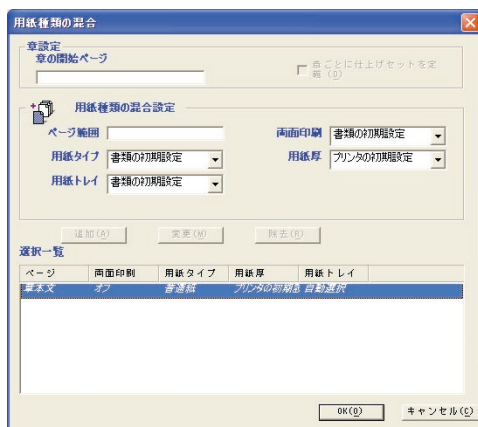 用紙種類の混合
章設定
章の開始ページ
章ごとに仕上げセットを定義(D)
用紙種類の混合設定
ページ範囲
両面印刷 書類の初期設定
用紙タイプ 書類の初期設定
用紙厚 プリンタの初期設定
用紙トレイ 書類の初期設定
追加(A) 変更(M) 除去(R)
選択一覧
ページ 両面印刷 用紙タイプ 用紙厚 用紙トレイ
章本文 オフ 普通紙 プリンタの初期 自動選択
OK(O) キャンセル(C)